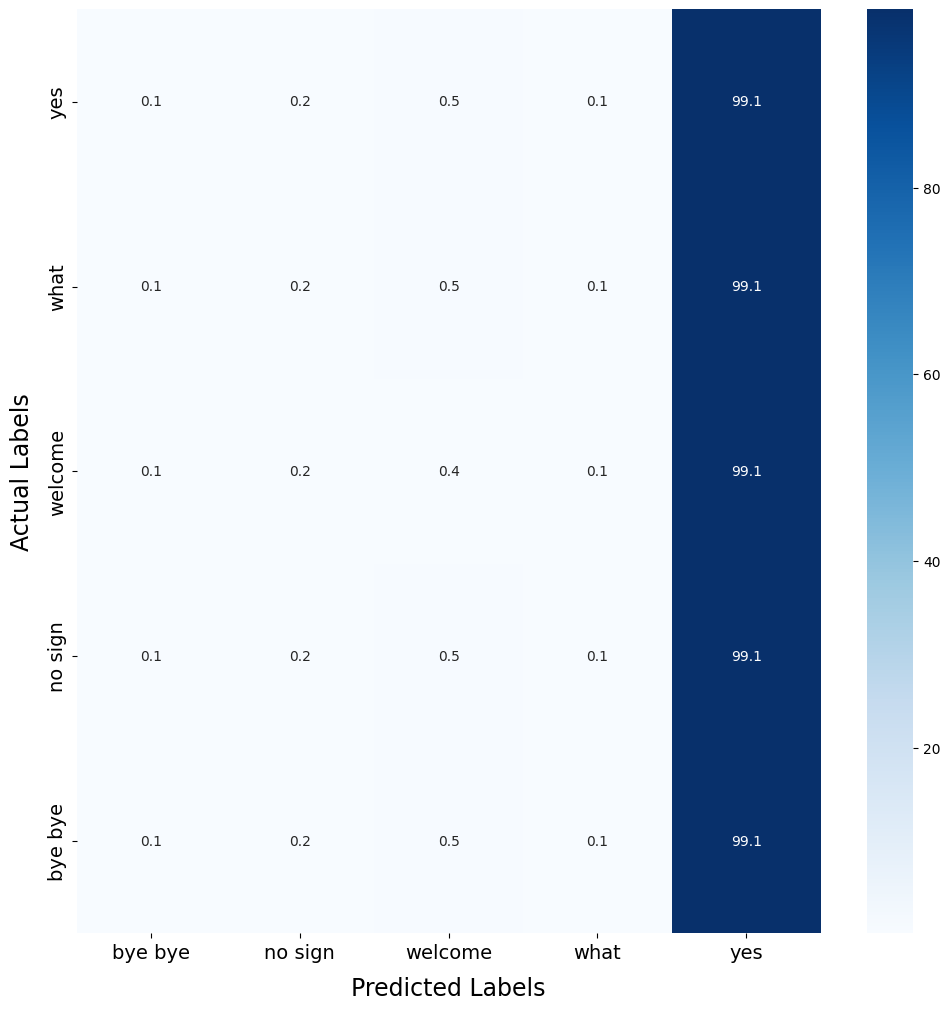 yes 0.1 0.2 0.5 0.1 99.1
80
what 0.1 0.2 0.5 0.1 99.1
60
Actual Labels
welcome 0.1 0.2 0.4 0.1 99.1
40
no sign 0.1 0.2 0.5 0.1 99.1
20
bye bye 0.1 0.2 0.5 0.1 99.1
bye bye no sign welcome what yes
Predicted Labels